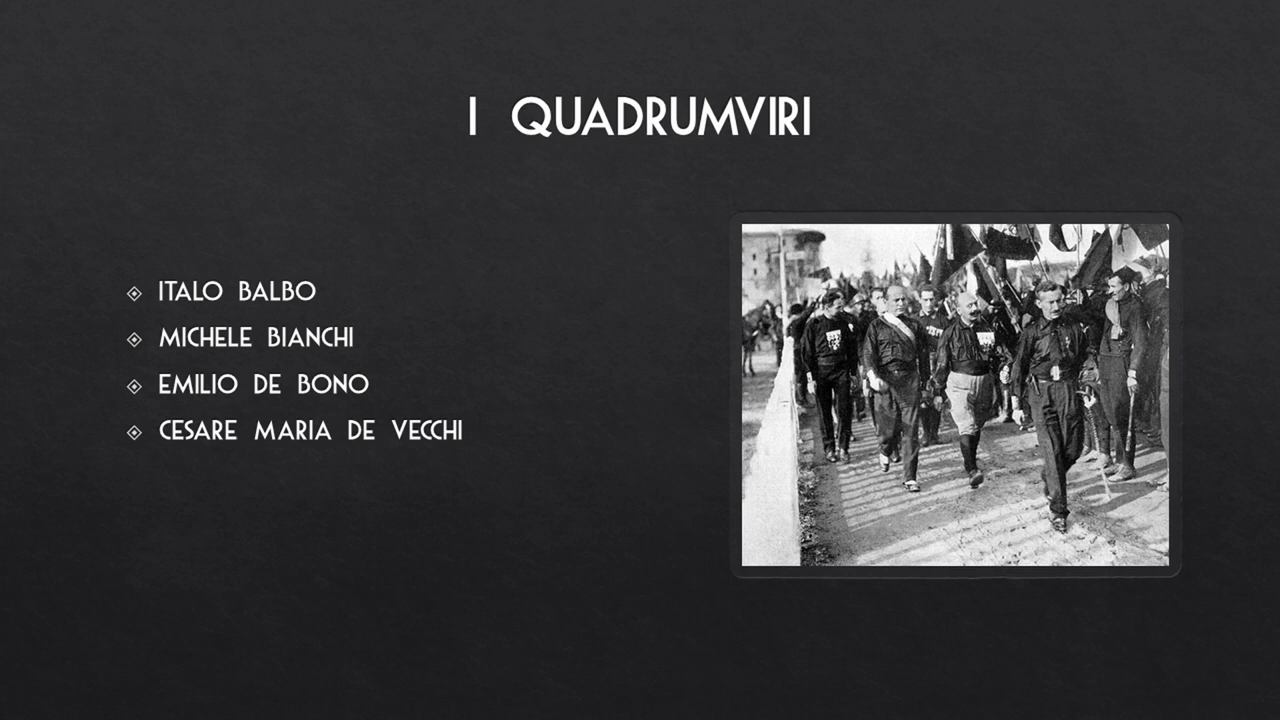 I QUADRUMVIRI
ITALO BALBO
MICHELE BIANCHI
EMILIO DE BONO
CESARE MARIA DE VECCHI